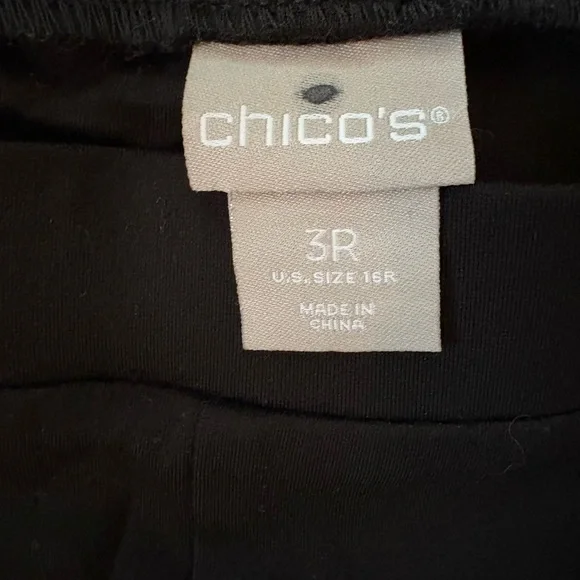 chico's®
3R
U.S. SIZE 16R
MADE IN
CHINA